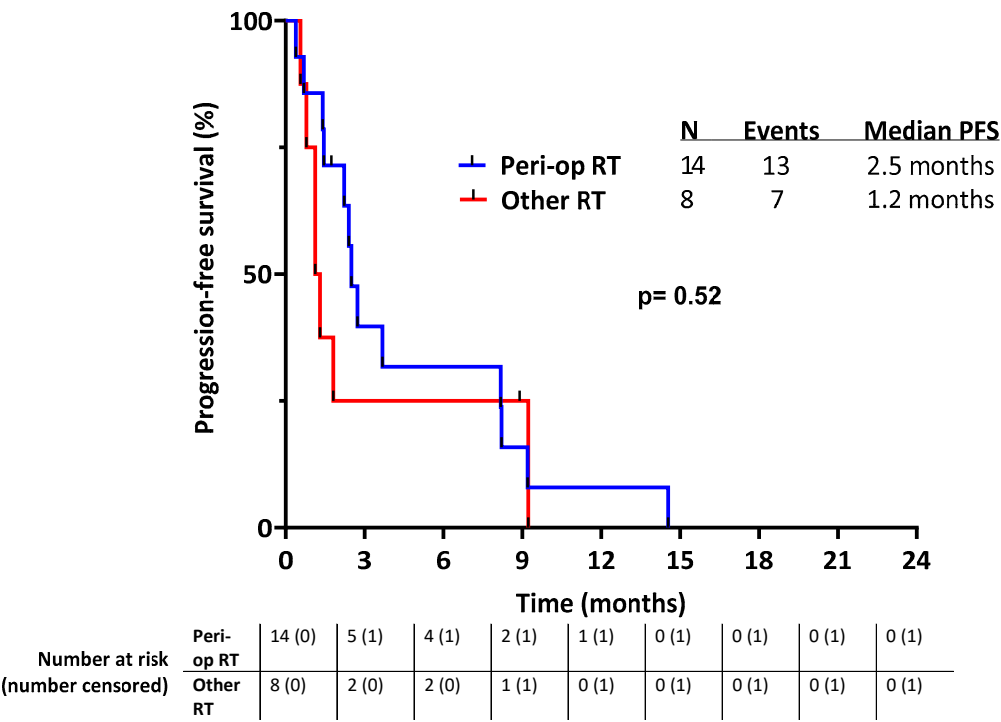 100
50
0
Progression-free survival (%)
N Events Median PFS
Peri-op RT 14 13 2.5 months
Other RT 8 7 1.2 months
p= 0.52
0 3 6 9 12 15 18 21 24
Time (months)
Number at risk
(number censored)
Peri-
op RT 14 (0) 5 (1) 4 (1) 2 (1) 1 (1) 0 (1) 0 (1) 0 (1) 0 (1)
Other
RT 8 (0) 2 (0) 2 (0) 1 (1) 0 (1) 0 (1) 0 (1) 0 (1) 0 (1)